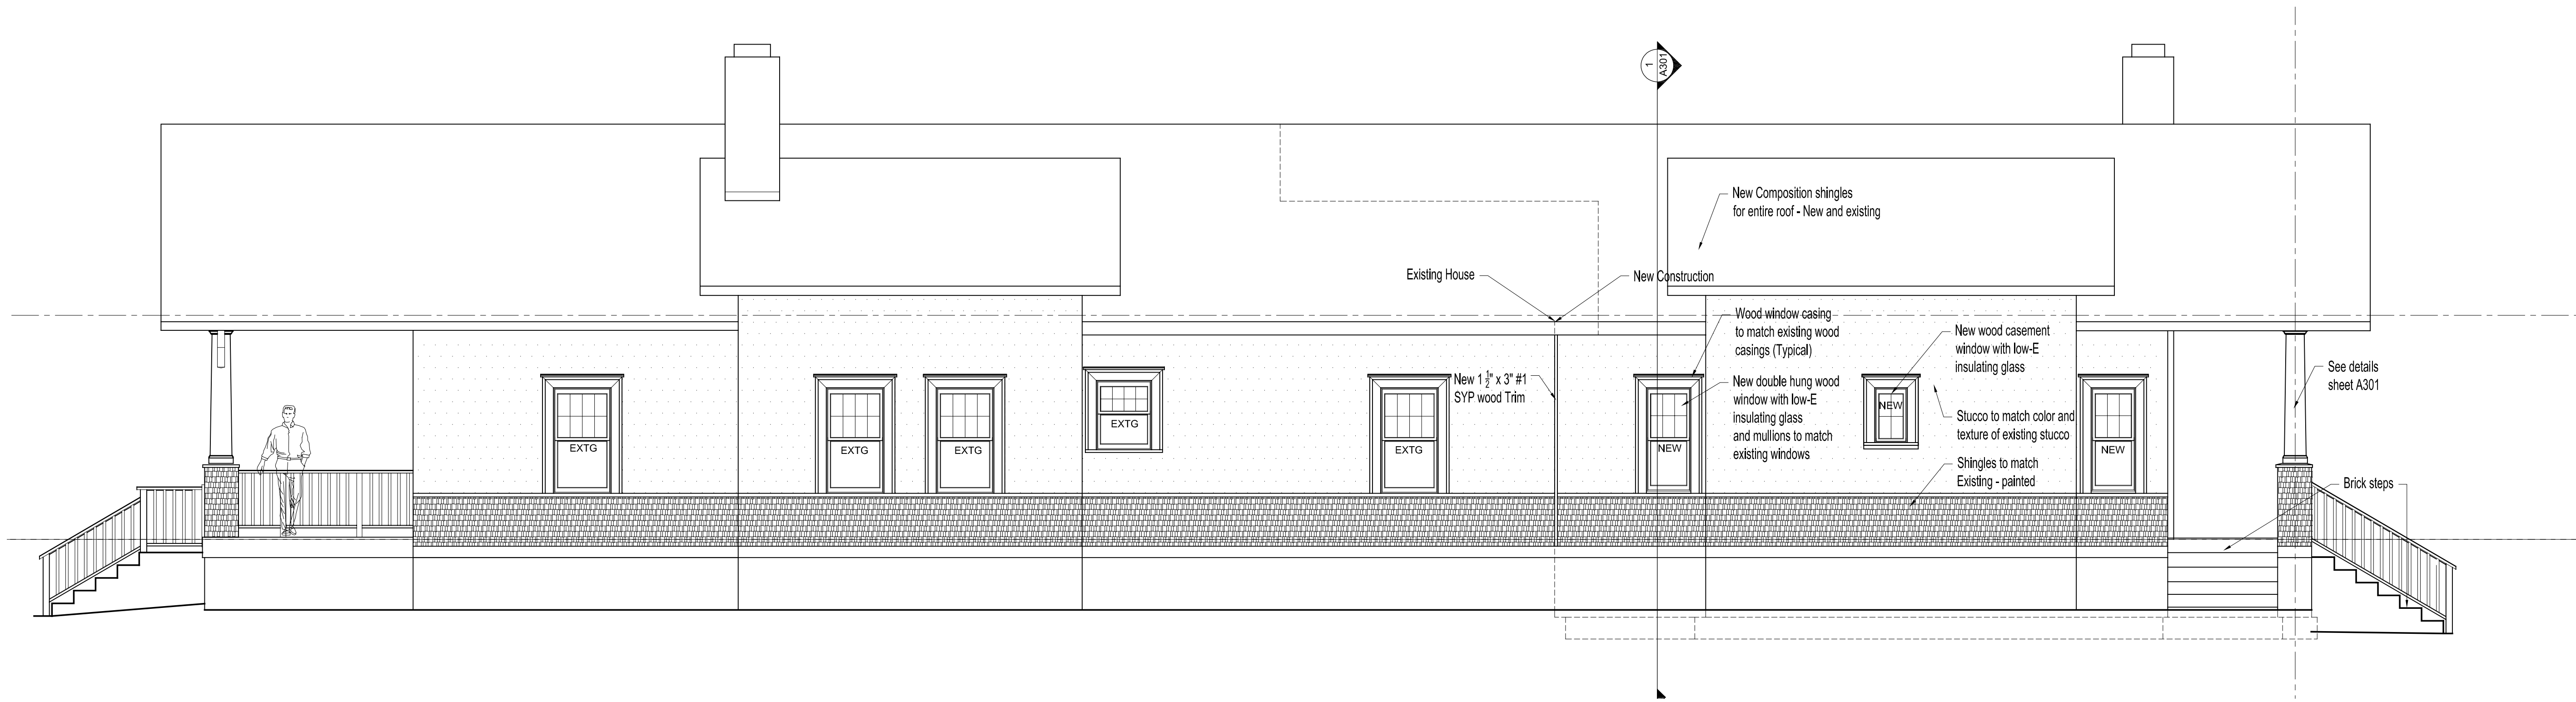 1
A301
New Composition shingles
for entire roof - New and existing
Existing House
New Construction
Wood window casing
to match existing wood
casings (Typical)
New wood casement
window with low-E
insulating glass
See details
sheet A301
New 1 1/2" x 3" #1
SYP wood Trim
New double hung wood
window with low-E
insulating glass
and mullions to match
existing windows
Stucco to match color and
texture of existing stucco
Shingles to match
Existing - painted
Brick steps
EXTG
EXTG
EXTG
EXTG
EXTG
NEW
NEW
NEW